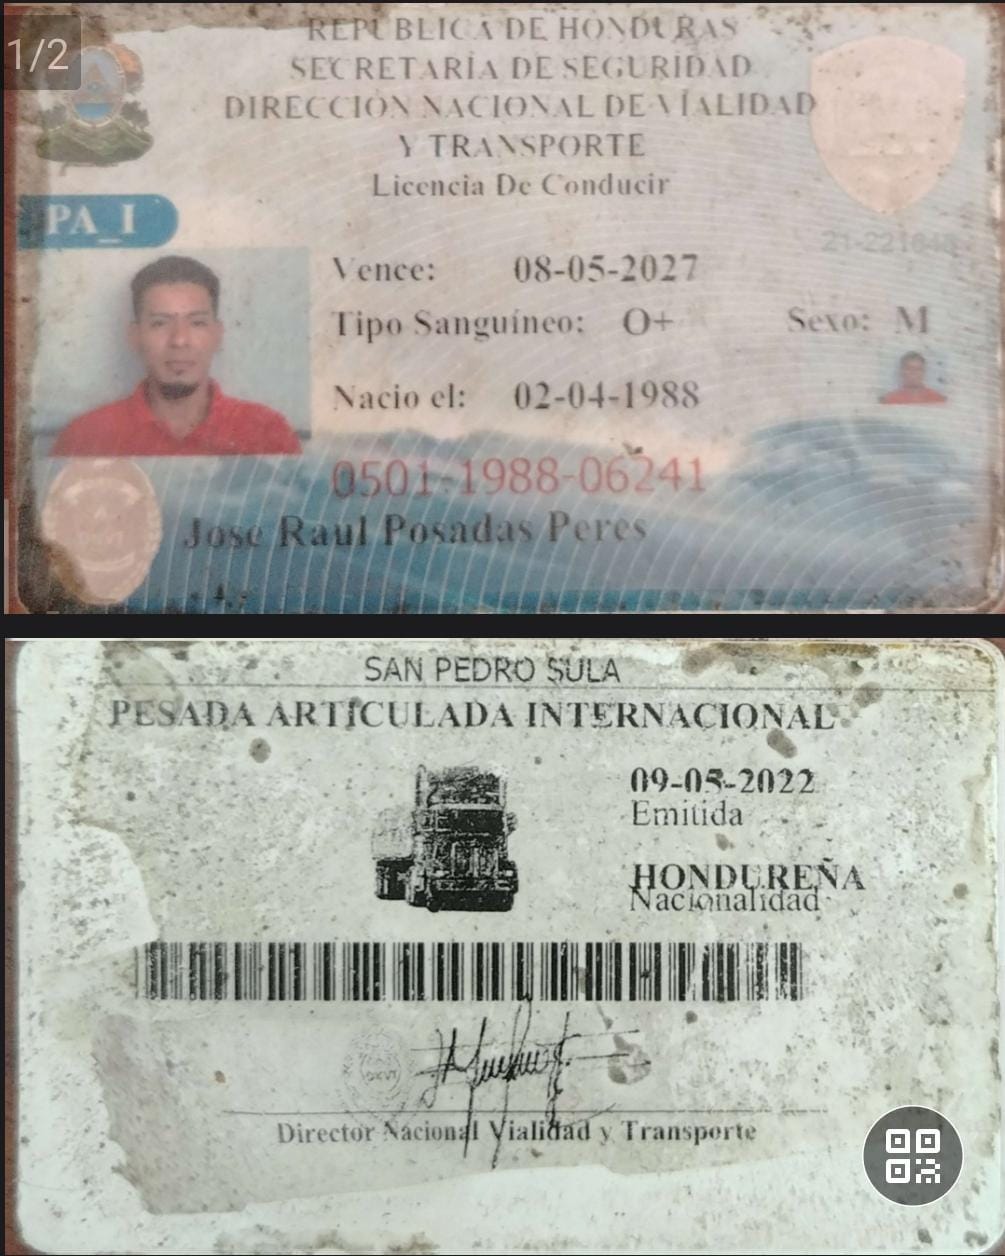 1/2
REPUBLICA DE HONDURAS
SECRETARÍA DE SEGURIDAD
DIRECCIÓN NACIONAL DE VIALIDAD
Y TRANSPORTE
Licencia De Conducir
PA_I
Vence: 08-05-2027
Tipo Sanguíneo: O+ Sexo: M
Nacio el: 02-04-1988
0501-1988-06241
Jose Raul Posadas Peres
SAN PEDRO SULA
PESADA ARTICULADA INTERNACIONAL
09-05-2022
Emitida
HONDUREÑA
Nacionalidad
DNVT
Director Nacional Vialidad y Transporte